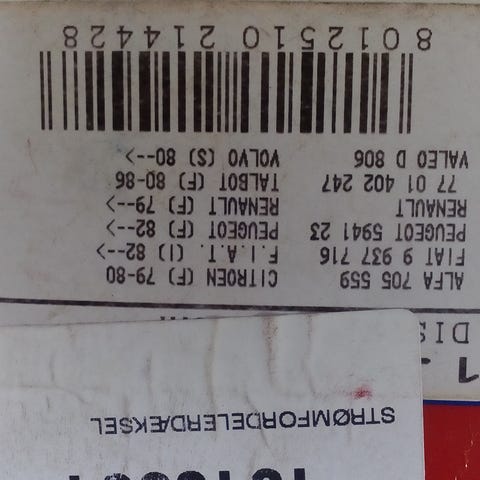 STRØMFORDELERDÆKSEL
DIS
ALFA 705 559 CITROEN (F) 79-80
FIAT 9 937 716 F.I.A.T. (I) 82-->
PEUGEOT 5941 23 PEUGEOT (F) 82-->
RENAULT RENAULT (F) 79-->
77 01 402 247 TALBOT (F) 80-86
VALEO D 806 VOLVO (S) 80-->
8 012510 214428